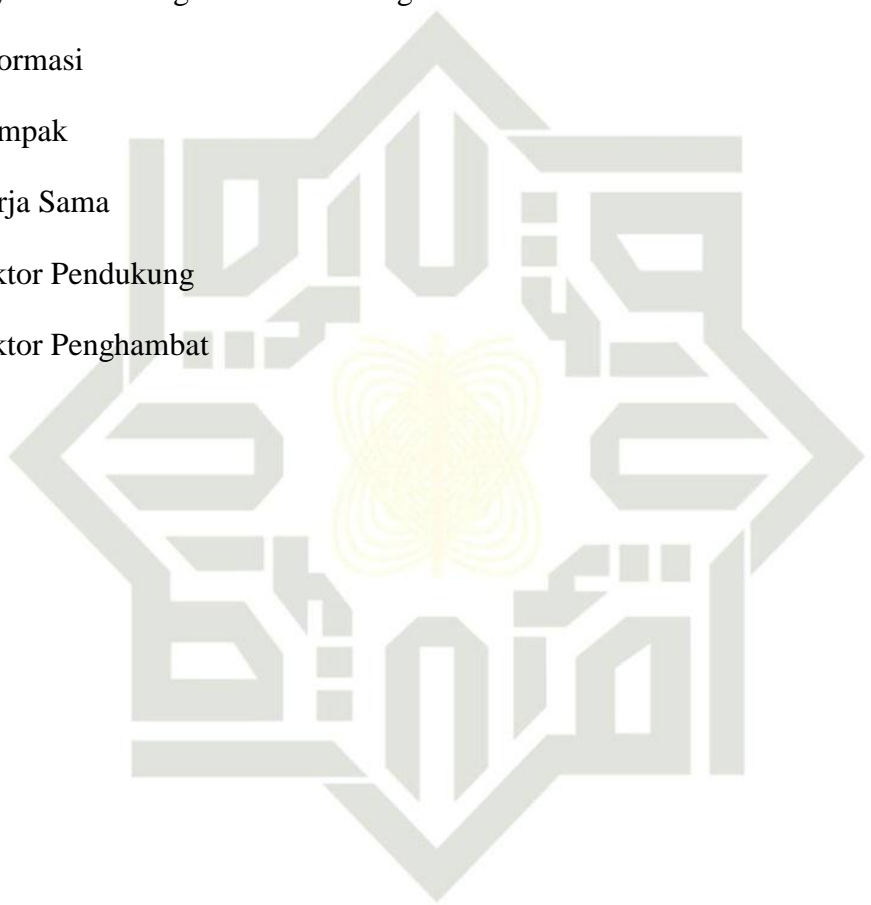 ormasi
mpak
rja Sama
ktor Pendukung
ktor Penghambat